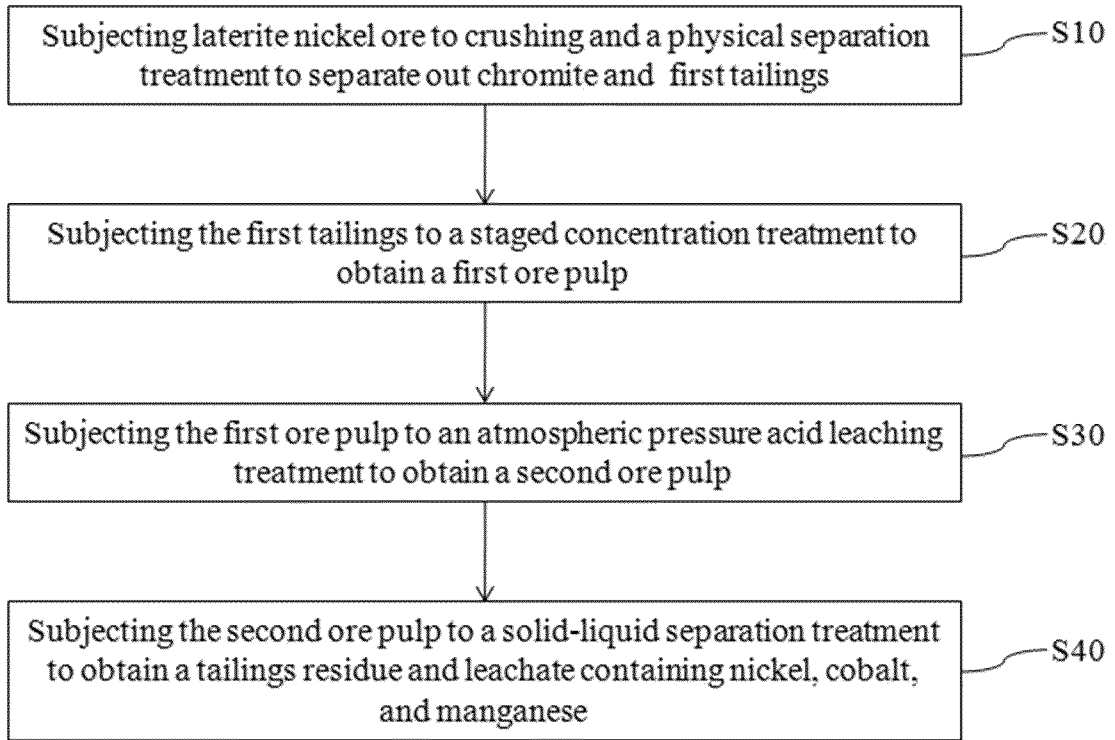 Subjecting laterite nickel ore to crushing and a physical separation
treatment to separate out chromite and first tailings
S10
Subjecting the first tailings to a staged concentration treatment to
obtain a first ore pulp
S20
Subjecting the first ore pulp to an atmospheric pressure acid leaching
treatment to obtain a second ore pulp
S30
Subjecting the second ore pulp to a solid-liquid separation treatment
to obtain a tailings residue and leachate containing nickel, cobalt,
and manganese
S40